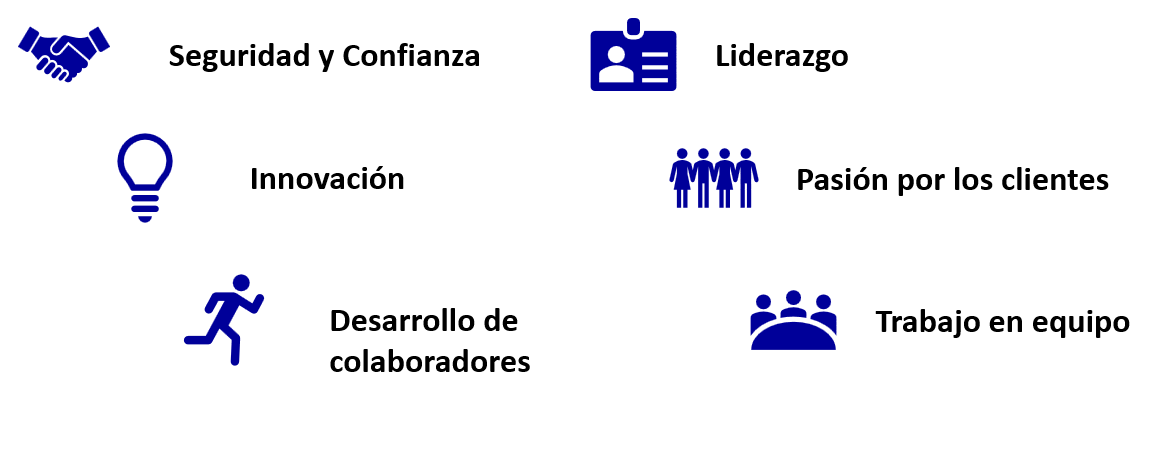 Seguridad y Confianza
Liderazgo
Innovación
Pasión por los clientes
Desarrollo de
colaboradores
Trabajo en equipo